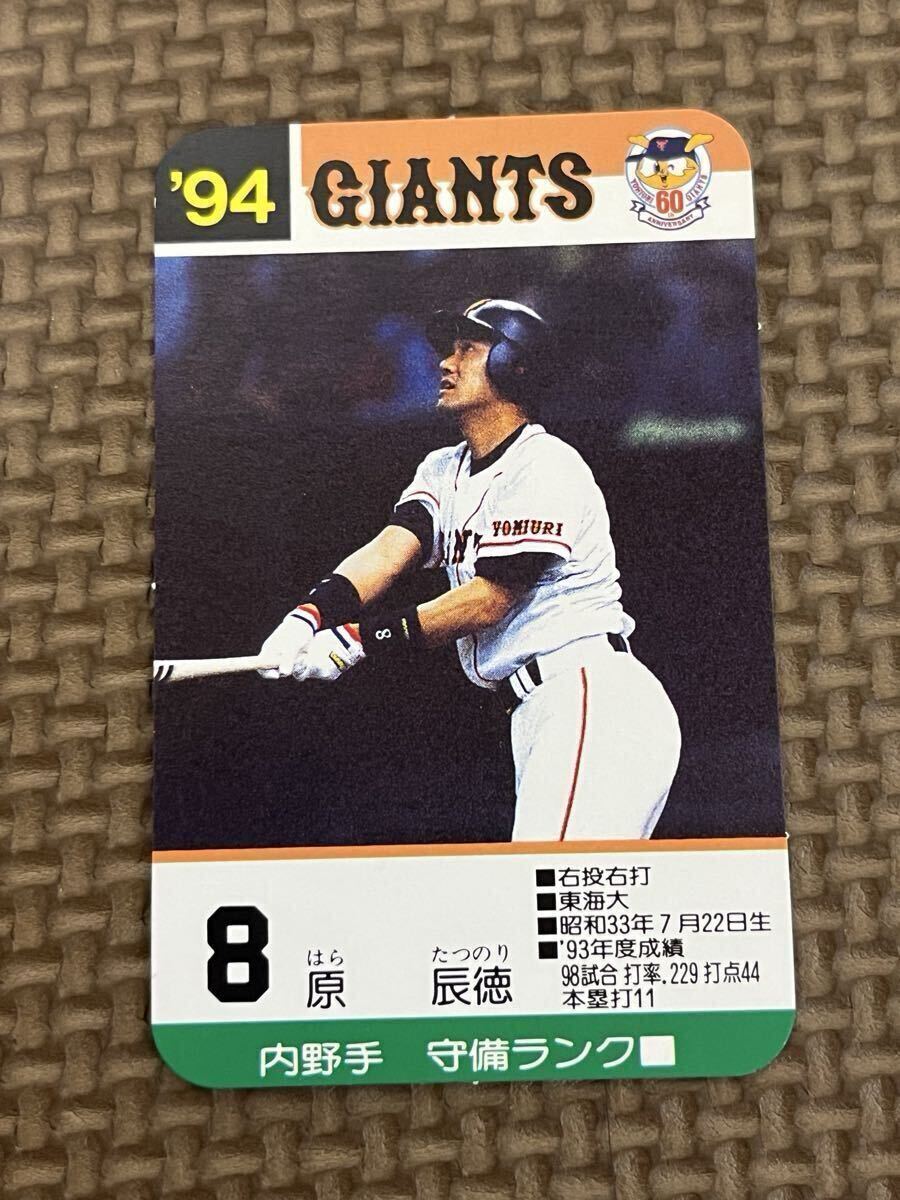 '94
GIANTS
YOMIURI GIANTS
60th
ANNIVERSARY
YOMIURI
8
8
はら たつのり
原 辰徳
■右投右打
■東海大
■昭和33年7月22日生
■'93年度成績
98試合 打率.229 打点44
本塁打11
内野手 守備ランク■